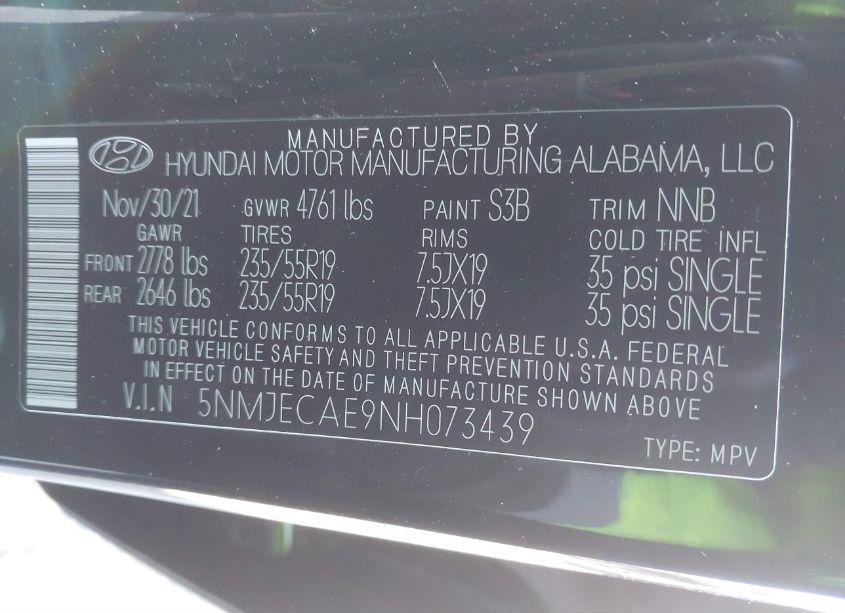 MANUFACTURED BY
HYUNDAI MOTOR MANUFACTURING ALABAMA, LLC
Nov/30/21 GVWR 4761 lbs PAINT S3B TRIM NNB
GAWR TIRES RIMS COLD TIRE INFL
FRONT 2778 lbs 235/55R19 7.5JX19 35 psi SINGLE
REAR 2646 lbs 235/55R19 7.5JX19 35 psi SINGLE
THIS VEHICLE CONFORMS TO ALL APPLICABLE U.S.A. FEDERAL
MOTOR VEHICLE SAFETY AND THEFT PREVENTION STANDARDS
IN EFFECT ON THE DATE OF MANUFACTURE SHOWN ABOVE
V.I.N 5NMJECAE9NH073439
TYPE: MPV